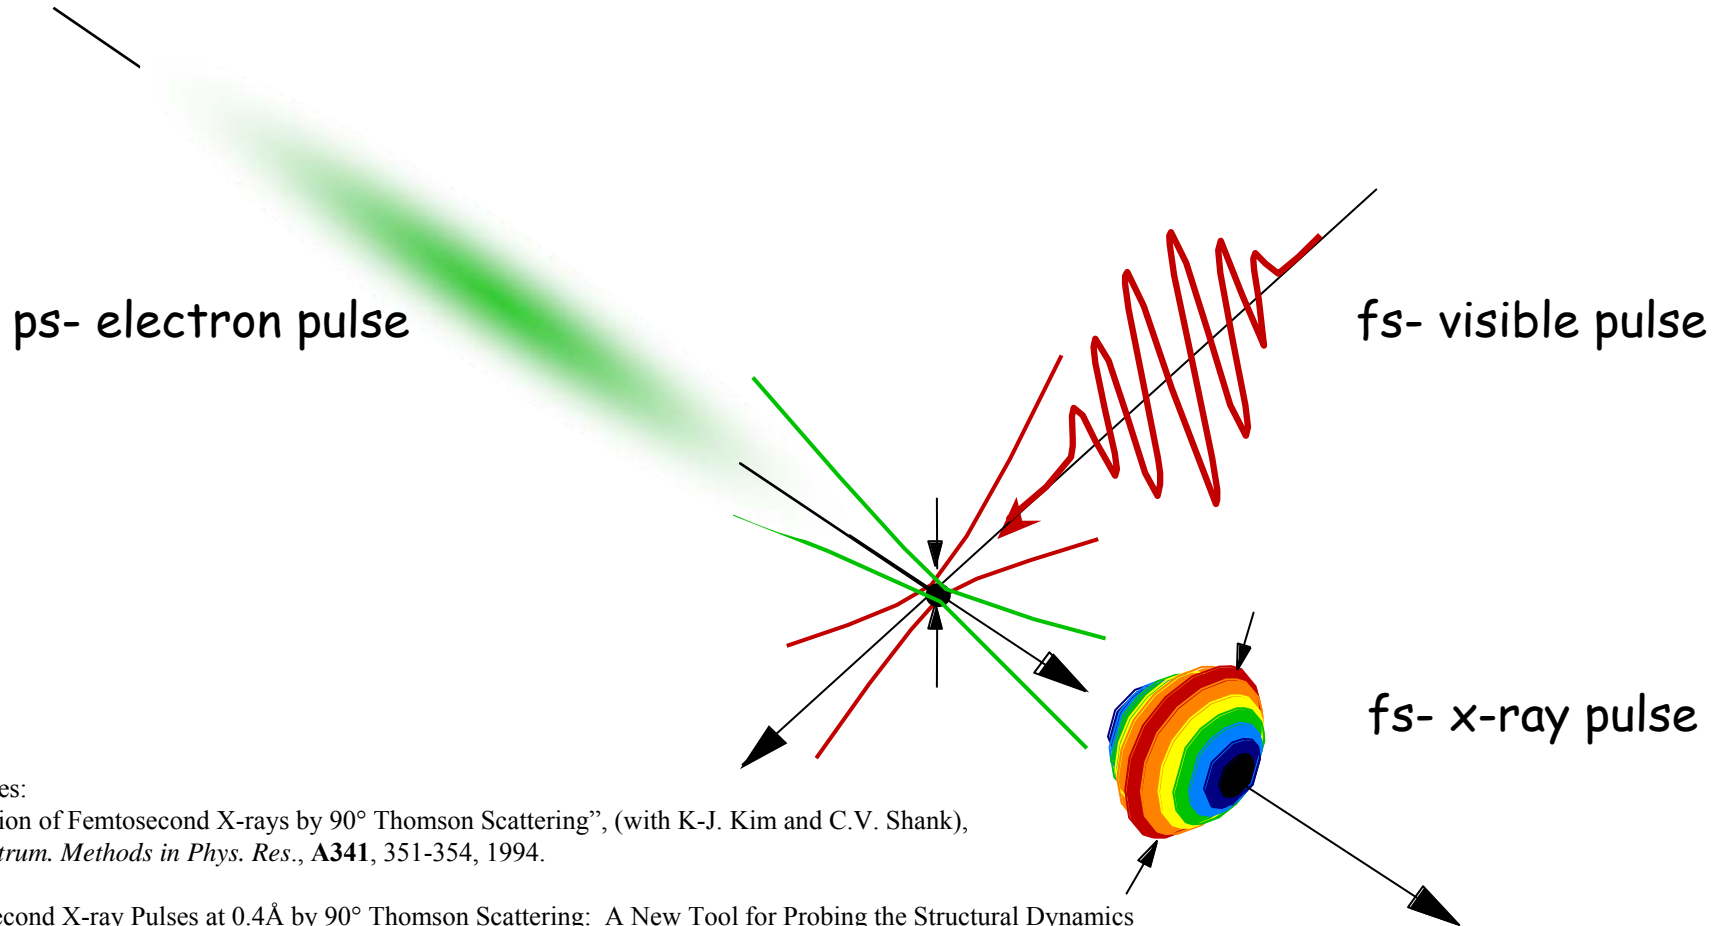 ps- electron pulse
fs- visible pulse
fs- x-ray pulse
es:
ion of Femtosecond X-rays by 90° Thomson Scattering”, (with K-J. Kim and C.V. Shank),
trum. Methods in Phys. Res., A341, 351-354, 1994.
econd X-ray Pulses at 0.4Å by 90° Thomson Scattering: A New Tool for Probing the Structural Dynamics